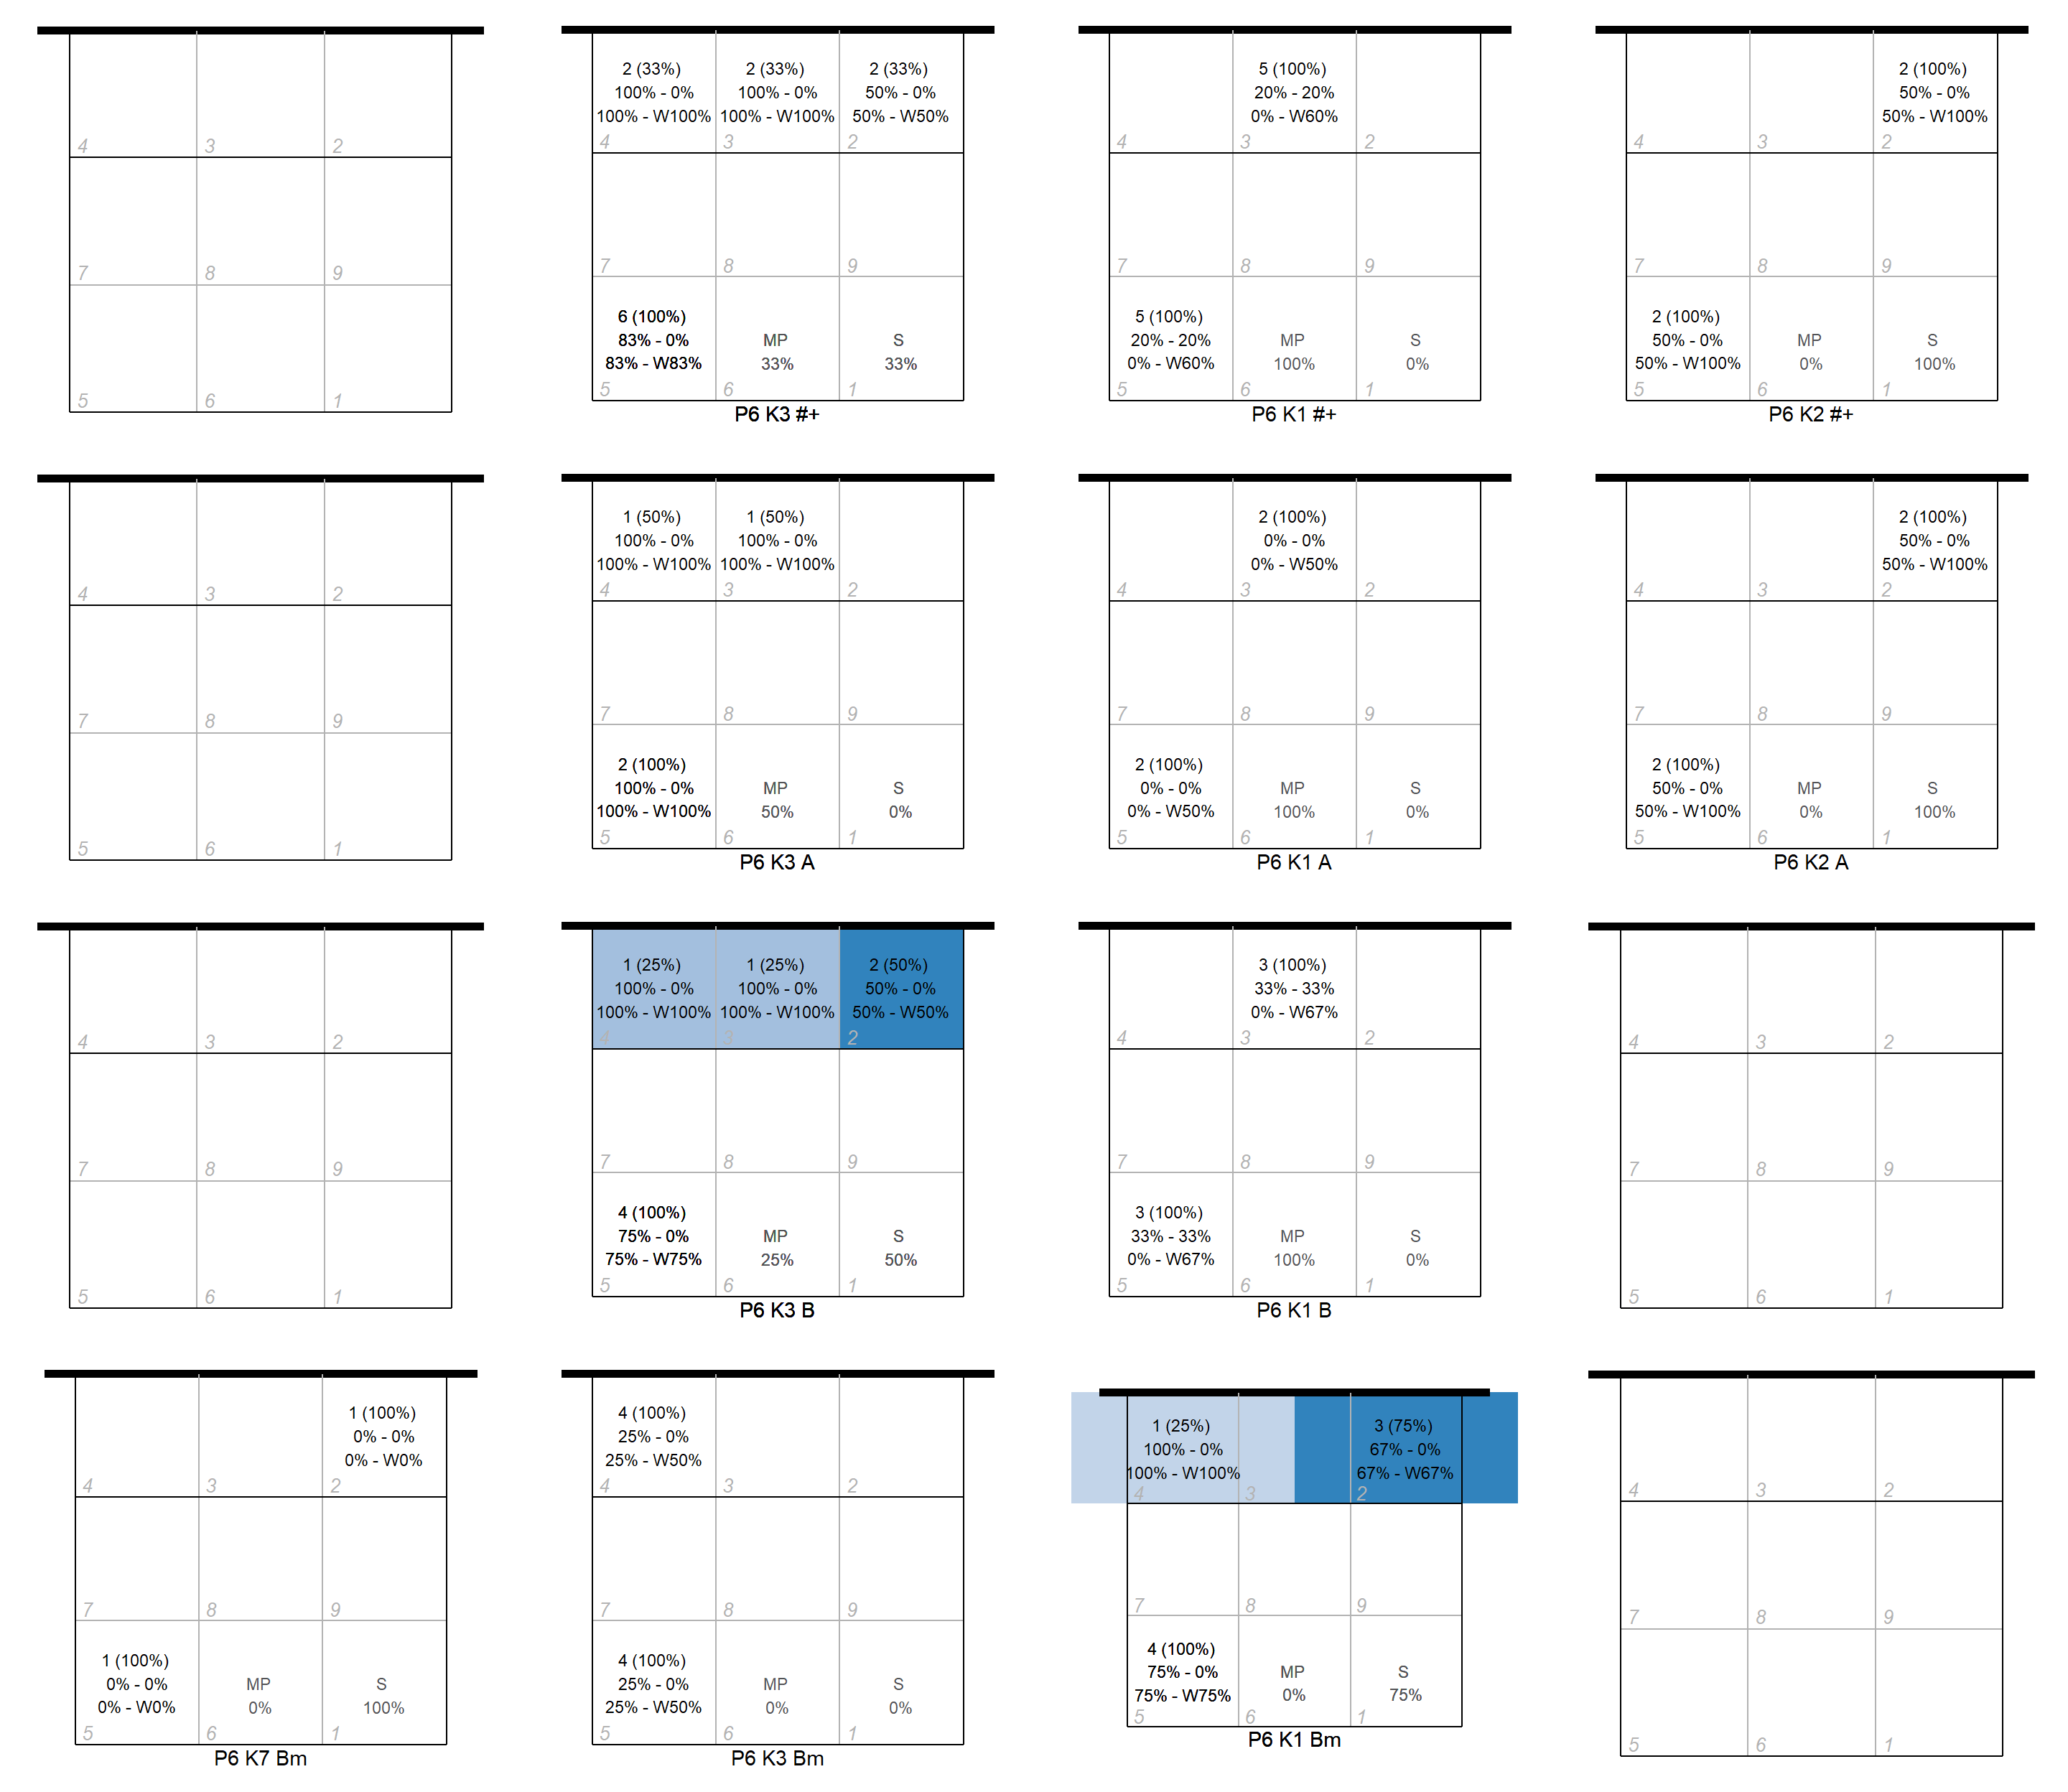 4 3 2
7 8 9
5 6 1
2 (33%) 2 (33%) 2 (33%)
100% - 0% 100% - 0% 50% - 0%
100% - W100% 100% - W100% 50% - W50%
4 3 2
7 8 9
6 (100%)
83% - 0% MP S
83% - W83% 33% 33%
5 6 1
P6 K3 #+
5 (100%)
20% - 20%
0% - W60%
4 3 2
7 8 9
5 (100%)
20% - 20% MP S
0% - W60% 100% 0%
5 6 1
P6 K1 #+
2 (100%)
50% - 0%
50% - W100%
4 3 2
7 8 9
2 (100%)
50% - 0% MP S
50% - W100% 0% 100%
5 6 1
P6 K2 #+
4 3 2
7 8 9
5 6 1
1 (50%) 1 (50%)
100% - 0% 100% - 0%
100% - W100% 100% - W100%
4 3 2
7 8 9
2 (100%)
100% - 0% MP S
100% - W100% 50% 0%
5 6 1
P6 K3 A
2 (100%)
0% - 0%
0% - W50%
4 3 2
7 8 9
2 (100%)
0% - 0% MP S
0% - W50% 100% 0%
5 6 1
P6 K1 A
2 (100%)
50% - 0%
50% - W100%
4 3 2
7 8 9
2 (100%)
50% - 0% MP S
50% - W100% 0% 100%
5 6 1
P6 K2 A
4 3 2
7 8 9
5 6 1
1 (25%) 1 (25%) 2 (50%)
100% - 0% 100% - 0% 50% - 0%
100% - W100% 100% - W100% 50% - W50%
4 3 2
7 8 9
4 (100%)
75% - 0% MP S
75% - W75% 25% 50%
5 6 1
P6 K3 B
3 (100%)
33% - 33%
0% - W67%
4 3 2
7 8 9
3 (100%)
33% - 33% MP S
0% - W67% 100% 0%
5 6 1
P6 K1 B
4 3 2
7 8 9
5 6 1
1 (100%)
0% - 0%
0% - W0%
4 3 2
7 8 9
1 (100%)
0% - 0% MP S
0% - W0% 0% 100%
5 6 1
P6 K7 Bm
4 (100%)
25% - 0%
25% - W50%
4 3 2
7 8 9
4 (100%)
25% - 0% MP S
25% - W50% 0% 0%
5 6 1
P6 K3 Bm
1 (25%) 3 (75%)
100% - 0% 67% - 0%
100% - W100% 67% - W67%
4 3 2
7 8 9
4 (100%)
75% - 0% MP S
75% - W75% 0% 75%
5 6 1
P6 K1 Bm
4 3 2
7 8 9
5 6 1